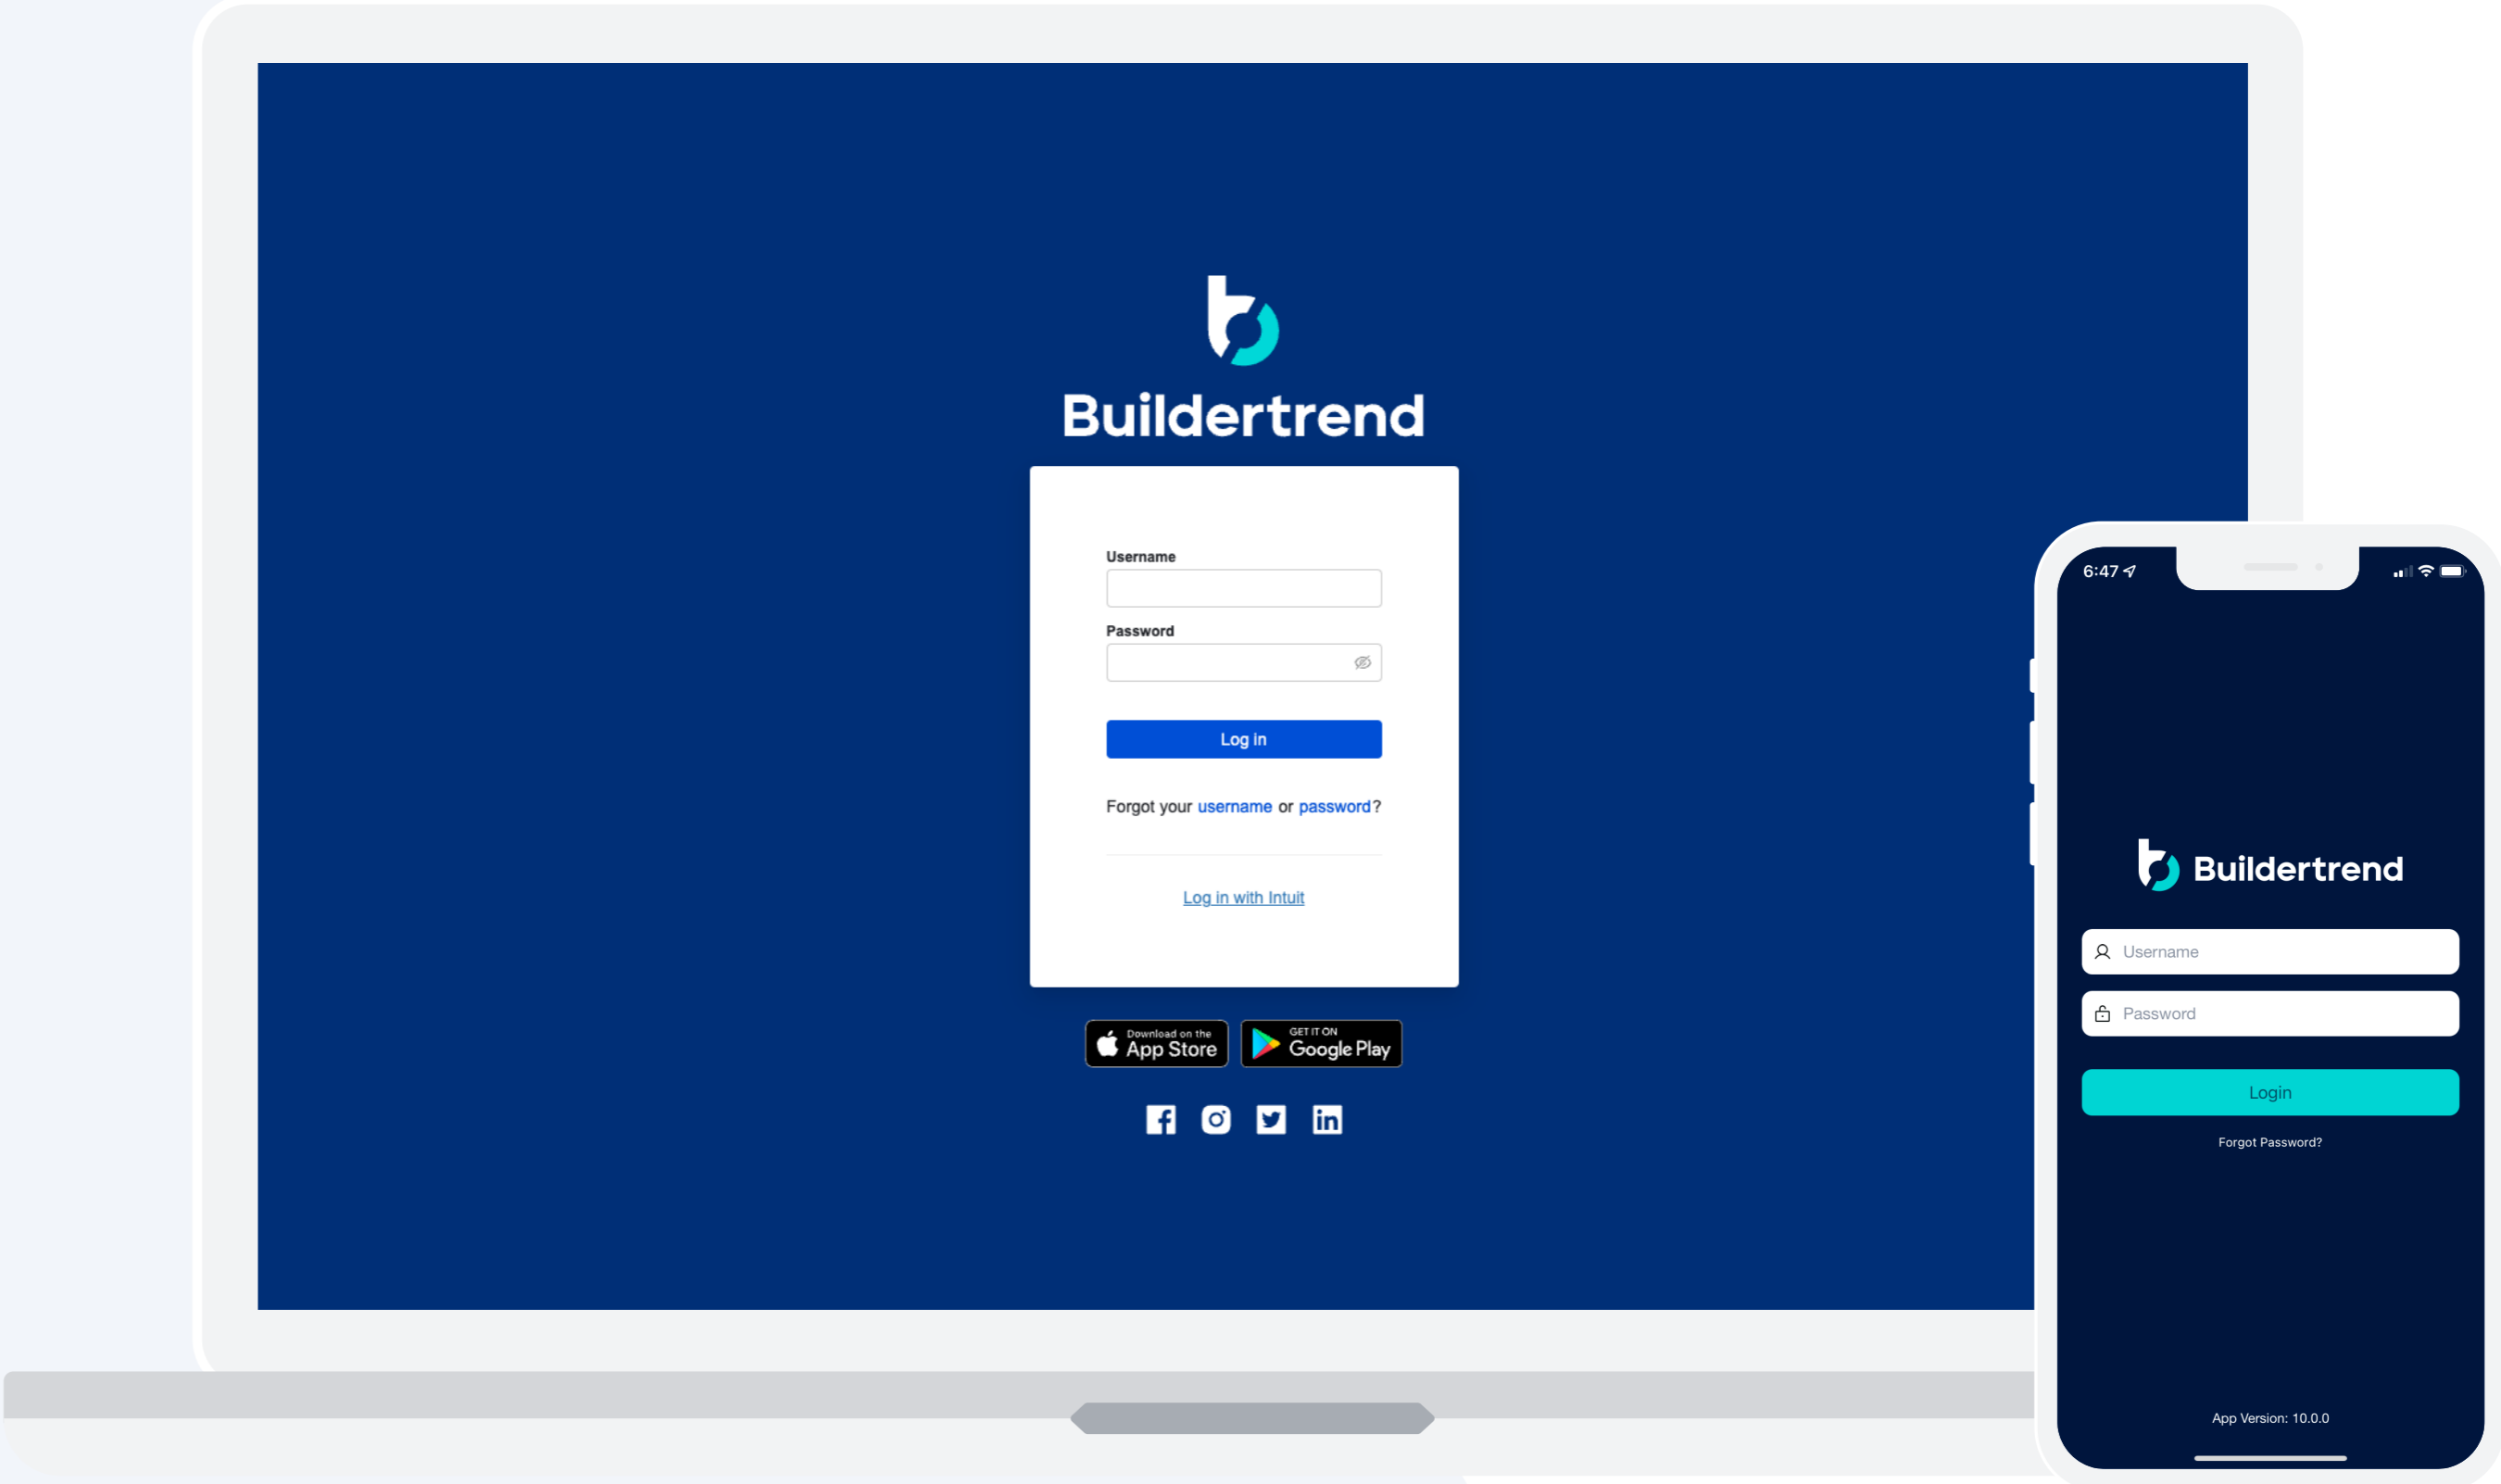 Buildertrend
Username
Password
Log in
Forgot your username or password?
Log in with Intuit
Download on the
App Store
GET IT ON
Google Play
6:47
Buildertrend
Username
Password
Login
Forgot Password?
App Version: 10.0.0